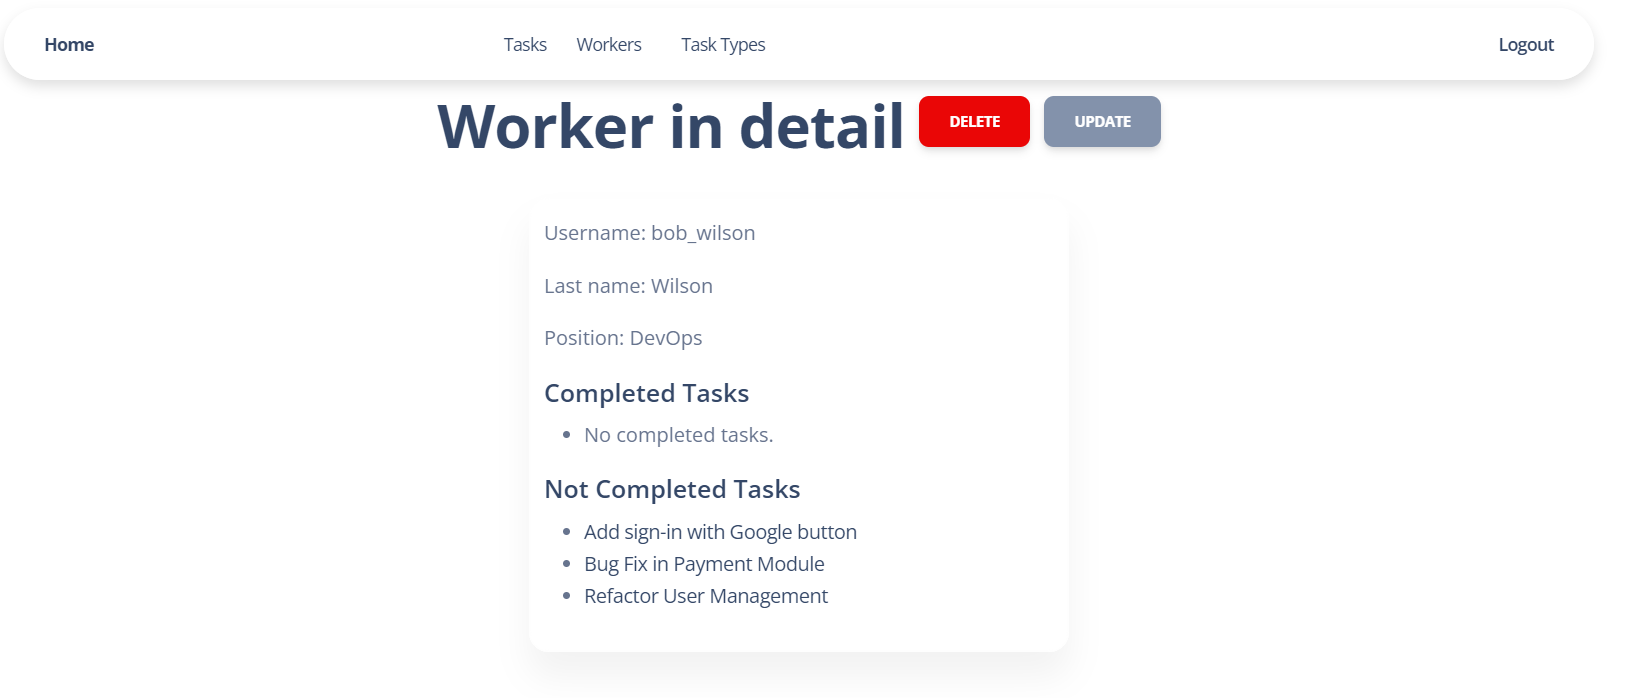 Home Tasks Workers Task Types Logout
Worker in detail DELETE UPDATE
Username: bob_wilson
Last name: Wilson
Position: DevOps
Completed Tasks
No completed tasks.
Not Completed Tasks
Add sign-in with Google button
Bug Fix in Payment Module
Refactor User Management